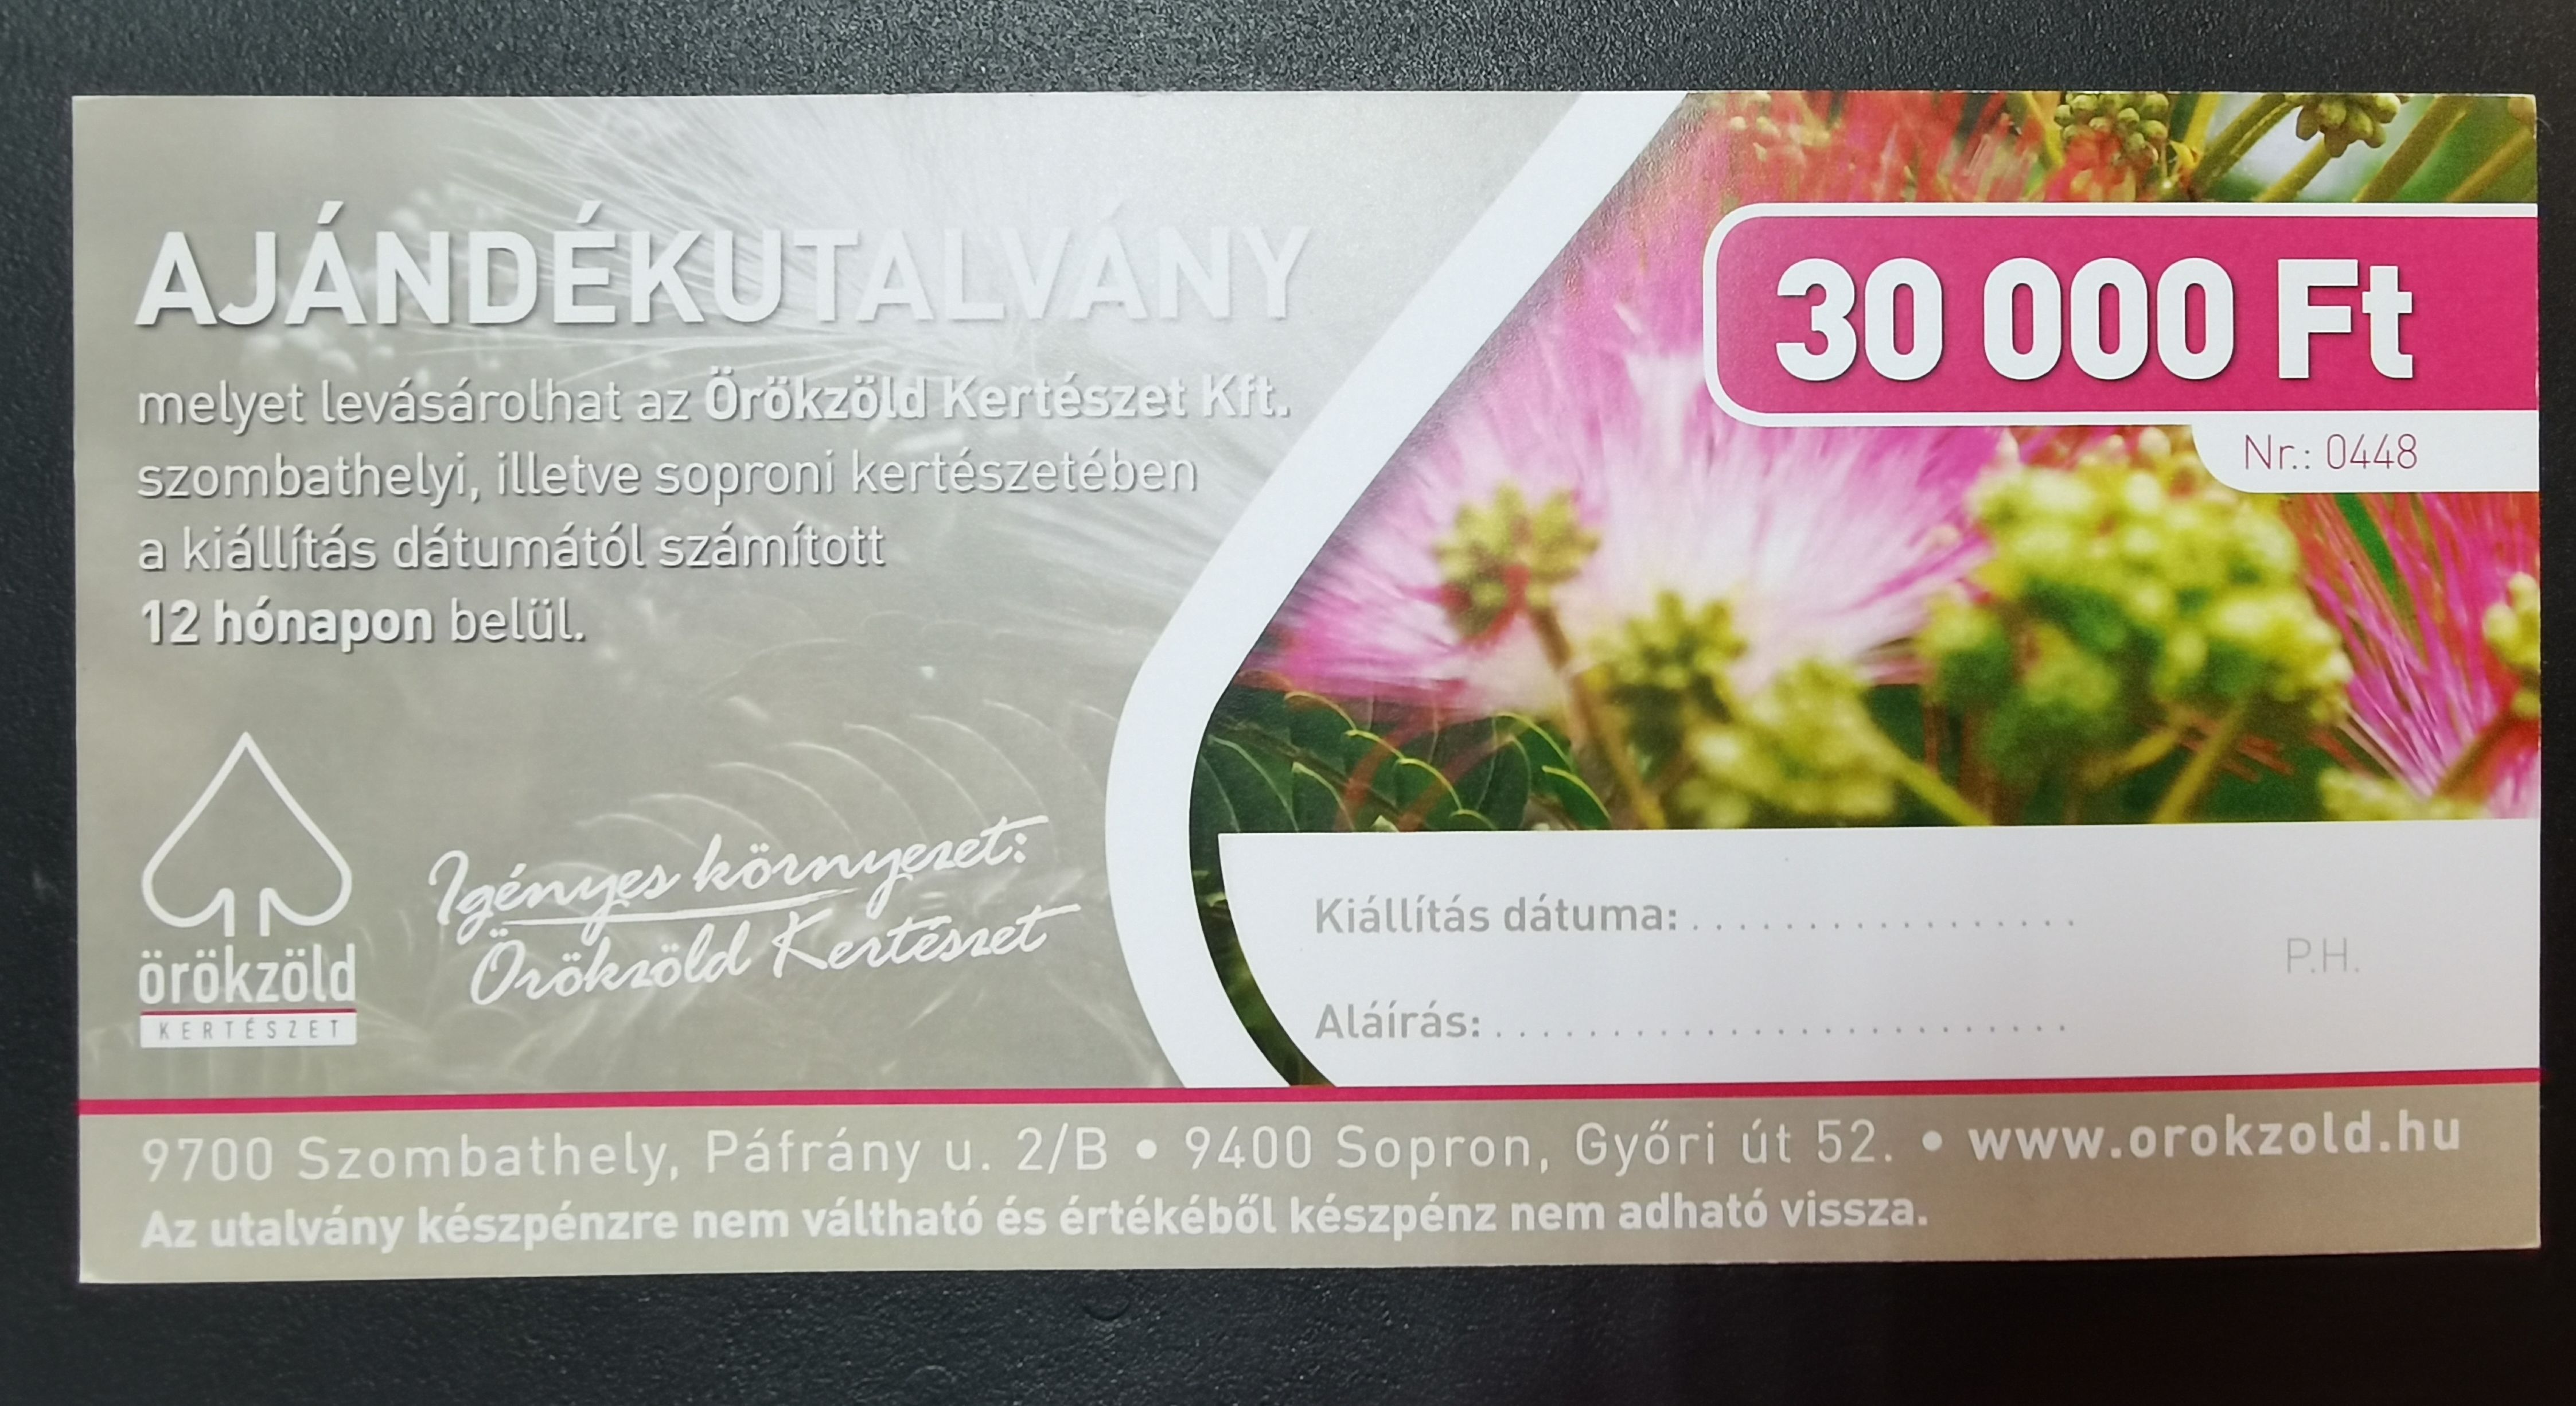 AJÁNDÉKUTALVÁNY
melyet levásárolhat az Örökzöld Kertészet Kft.
szombathelyi, illetve soproni kertészetében
a kiállítás dátumától számított
12 hónapon belül.
30 000 Ft
Nr.: 0448
örökzöld
KERTÉSZET
Igényes környezet:
Örökzöld Kertészet
Kiállítás dátuma: . . . . . . . . . . . . . . . . . .
P.H.
Aláírás: . . . . . . . . . . . . . . . . . . . . . . . . . .
9700 Szombathely, Páfrány u. 2/B • 9400 Sopron, Győri út 52. • www.orokzold.hu
Az utalvány készpénzre nem váltható és értékéből készpénz nem adható vissza.